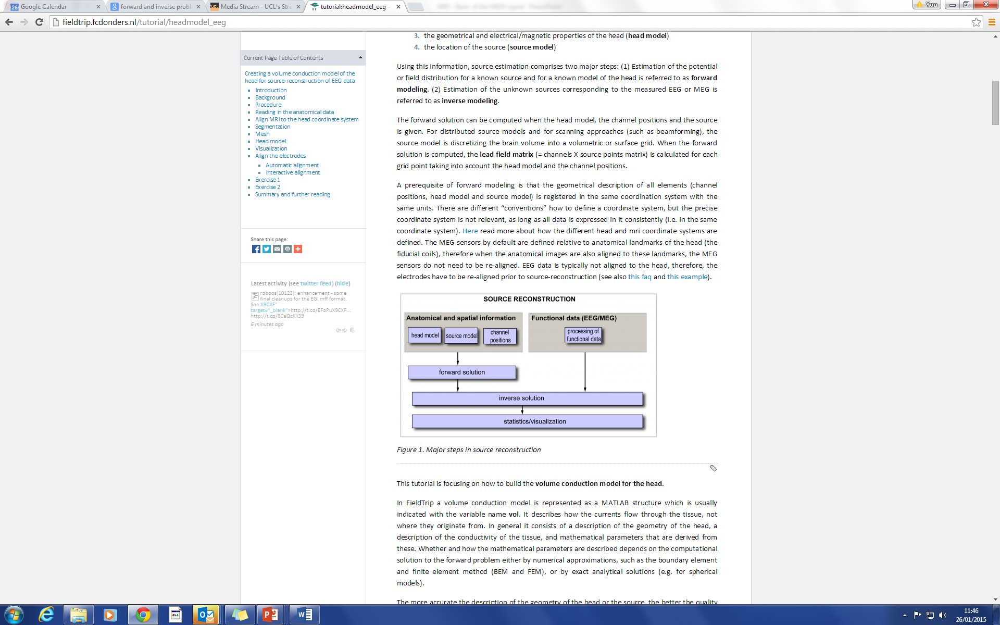 Google Calendar
forward and inverse probl
Media Stream - UCL's Stre
tutorial:headmodel_eeg –
You
fieldtrip.fcdonders.nl/tutorial/headmodel_eeg
Current Page Table of Contents
Creating a volume conduction model of the
head for source-reconstruction of EEG data
Introduction
Background
Procedure
Reading in the anatomical data
Align MRI to the head coordinate system
Segmentation
Mesh
Head model
Visualization
Align the electrodes
Automatic alignment
Interactive alignment
Exercise 1
Exercise 2
Summary and further reading
Share this page:
Latest activity (see twitter feed) (hide)
roboos(10123): enhancement - some
final cleanups for the EGI mff format.
See X9CXF"
target="_blank">http://t.co/EFoPuX9CXF...
http://t.co/8CaQcKIi39
6 minutes ago
3. the geometrical and electrical/magnetic properties of the head (head model)
4. the location of the source (source model)
Using this information, source estimation comprises two major steps: (1) Estimation of the potential
or field distribution for a known source and for a known model of the head is referred to as forward
modeling. (2) Estimation of the unknown sources corresponding to the measured EEG or MEG is
referred to as inverse modeling.
The forward solution can be computed when the head model, the channel positions and the source
is given. For distributed source models and for scanning approaches (such as beamforming), the
source model is discretizing the brain volume into a volumetric or surface grid. When the forward
solution is computed, the lead field matrix (= channels X source points matrix) is calculated for each
grid point taking into account the head model and the channel positions.
A prerequisite of forward modeling is that the geometrical description of all elements (channel
positions, head model and source model) is registered in the same coordination system with the
same units. There are different “conventions” how to define a coordinate system, but the precise
coordinate system is not relevant, as long as all data is expressed in it consistently (i.e. in the same
coordinate system). Here read more about how the different head and mri coordinate systems are
defined. The MEG sensors by default are defined relative to anatomical landmarks of the head (the
fiducial coils), therefore when the anatomical images are also aligned to these landmarks, the MEG
sensors do not need to be re-aligned. EEG data is typically not aligned to the head, therefore, the
electrodes have to be re-aligned prior to source-reconstruction (see also this faq and this example).
SOURCE RECONSTRUCTION
Anatomical and spatial information
head model
source model
channel
positions
Functional data (EEG/MEG)
processing of
functional data
forward solution
inverse solution
statistics/visualization
Figure 1. Major steps in source reconstruction
This tutorial is focusing on how to build the volume conduction model for the head.
In FieldTrip a volume conduction model is represented as a MATLAB structure which is usually
indicated with the variable name vol. It describes how the currents flow through the tissue, not
where they originate from. In general it consists of a description of the geometry of the head, a
description of the conductivity of the tissue, and mathematical parameters that are derived from
these. Whether and how the mathematical parameters are described depends on the computational
solution to the forward problem either by numerical approximations, such as the boundary element
and finite element method (BEM and FEM), or by exact analytical solutions (e.g. for spherical
models).
The more accurate the description of the geometry of the head or the source, the better the quality
11:46
26/01/2015